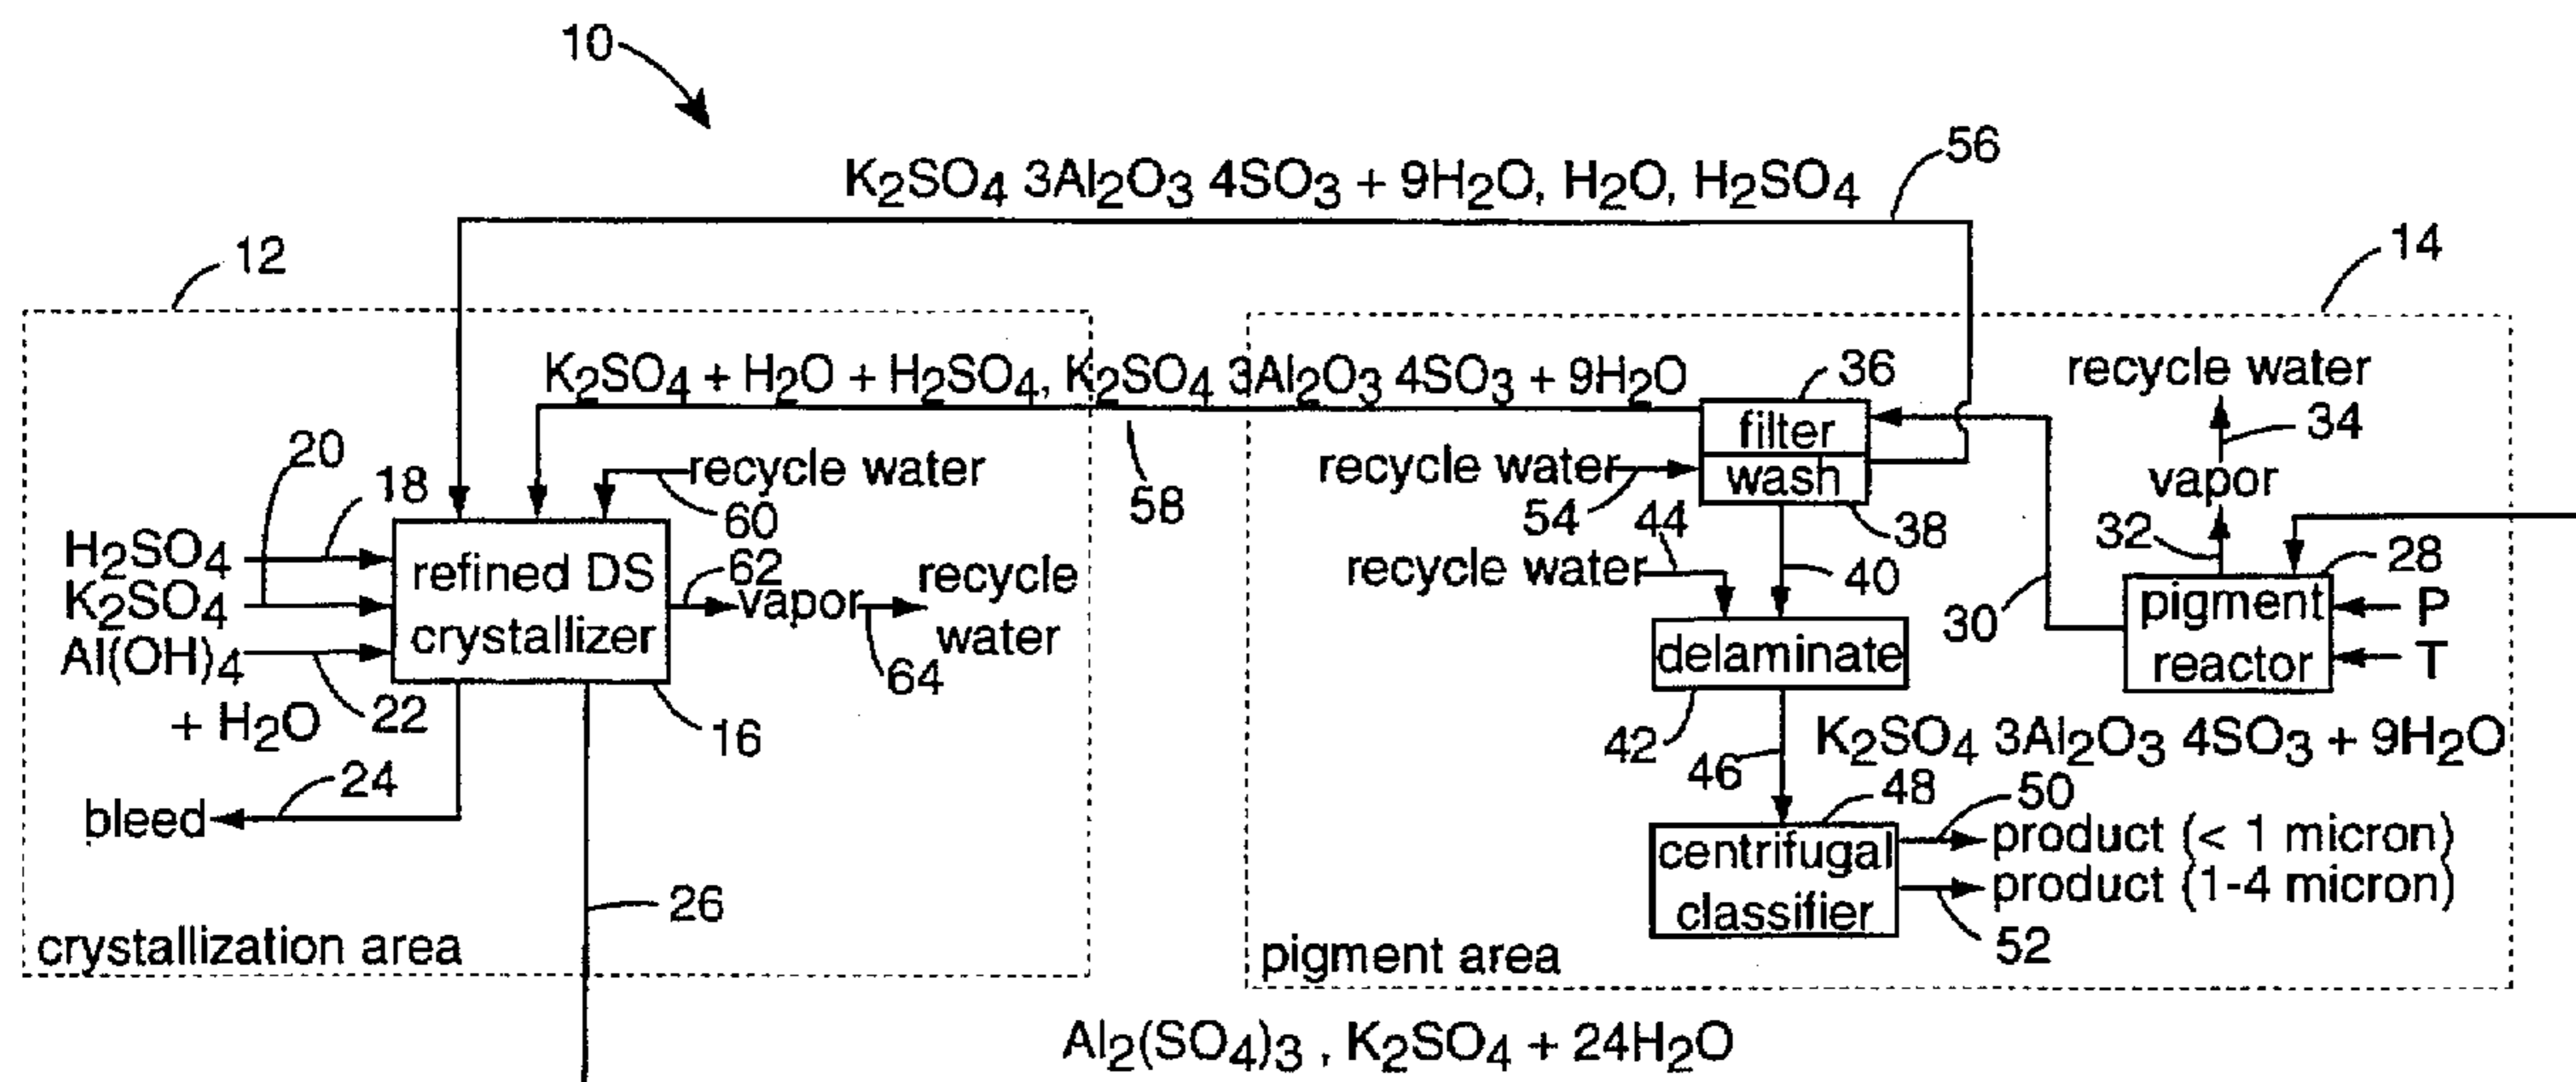 10
K2SO4 3Al2O3 4SO3 + 9H2O, H2O, H2SO4
56
12
14
K2SO4 + H2O + H2SO4, K2SO4 3Al2O3 4SO3 + 9H2O
36
recycle water
34
vapor
32
28
filter
wash
recycle water
54
38
58
recycle water
60
20
18
H2SO4
K2SO4
Al(OH)4
+ H2O
22
refined DS
crystallizer
16
62
vapor
64
recycle
water
44
recycle water
40
30
pigment
reactor
P
T
delaminate
42
46
K2SO4 3Al2O3 4SO3 + 9H2O
bleed
24
48
50
centrifugal
classifier
product (< 1 micron)
product (1-4 micron)
52
26
crystallization area
pigment area
Al2(SO4)3 , K2SO4 + 24H2O